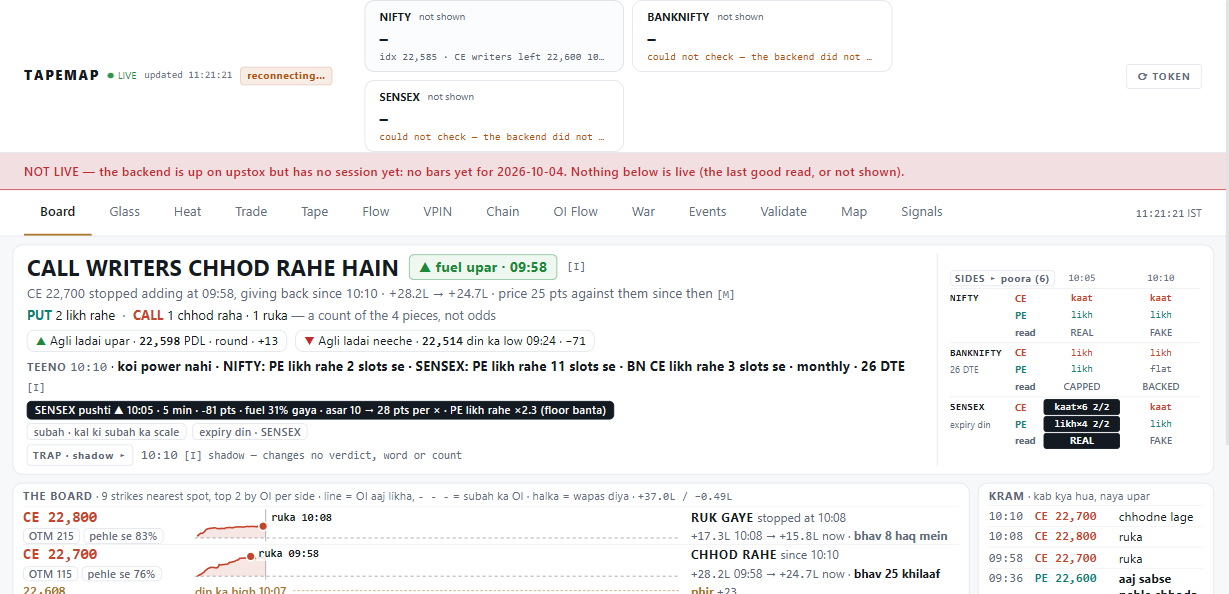 NIFTY not shown
–
idx 22,585 · CE writers left 22,600 10…
BANKNIFTY not shown
–
could not check – the backend did not …
TAPEMAP ● LIVE updated 11:21:21 reconnecting…
⟳ TOKEN
SENSEX not shown
–
could not check – the backend did not …
NOT LIVE — the backend is up on upstox but has no session yet: no bars yet for 2026-10-04. Nothing below is live (the last good read, or not shown).
Board Glass Heat Trade Tape Flow VPIN Chain OI Flow War Events Validate Map Signals 11:21:21 IST
CALL WRITERS CHHOD RAHE HAIN ▲ fuel upar · 09:58 [I]
CE 22,700 stopped adding at 09:58, giving back since 10:10 · +28.2L → +24.7L · price 25 pts against them since then [M]
PUT 2 likh rahe · CALL 1 chhod raha · 1 ruka — a count of the 4 pieces, not odds
▲ Agli ladai upar · 22,598 PDL · round · +13 ▼ Agli ladai neeche · 22,514 din ka low 09:24 · −71
TEENO 10:10 · koi power nahi · NIFTY: PE likh rahe 2 slots se · SENSEX: PE likh rahe 11 slots se · BN CE likh rahe 3 slots se · monthly · 26 DTE
[I]
SENSEX pushti ▲ 10:05 · 5 min · -81 pts · fuel 31% gaya · asar 10 → 28 pts per × · PE likh rahe ×2.3 (floor banta)
subah · kal ki subah ka scale expiry din · SENSEX
TRAP · shadow ▸ 10:10 [I] shadow — changes no verdict, word or count
SIDES ▸ poora (6) 10:05 10:10
NIFTY CE kaat kaat
PE likh likh
read REAL FAKE
BANKNIFTY CE likh likh
26 DTE PE likh flat
read CAPPED BACKED
SENSEX CE kaat×6 2/2 kaat
expiry din PE likh×4 2/2 likh
read REAL FAKE
THE BOARD · 9 strikes nearest spot, top 2 by OI per side · line = OI aaj likha, - - - = subah ka OI · halka = wapas diya · +37.0L / −0.49L
CE 22,800 ruka 10:08 RUK GAYE stopped at 10:08
OTM 215 pehle se 83% +17.3L 10:08 → +15.8L now · bhav 8 haq mein
CE 22,700 ruka 09:58 CHHOD RAHE since 10:10
OTM 115 pehle se 76% +28.2L 09:58 → +24.7L now · bhav 25 khilaaf
22,608 din ka high 10:07 phir +23
KRAM · kab kya hua, naya upar
10:10 CE 22,700 chhodne lage
10:08 CE 22,800 ruka
09:58 CE 22,700 ruka
09:36 PE 22,600 aaj sabse